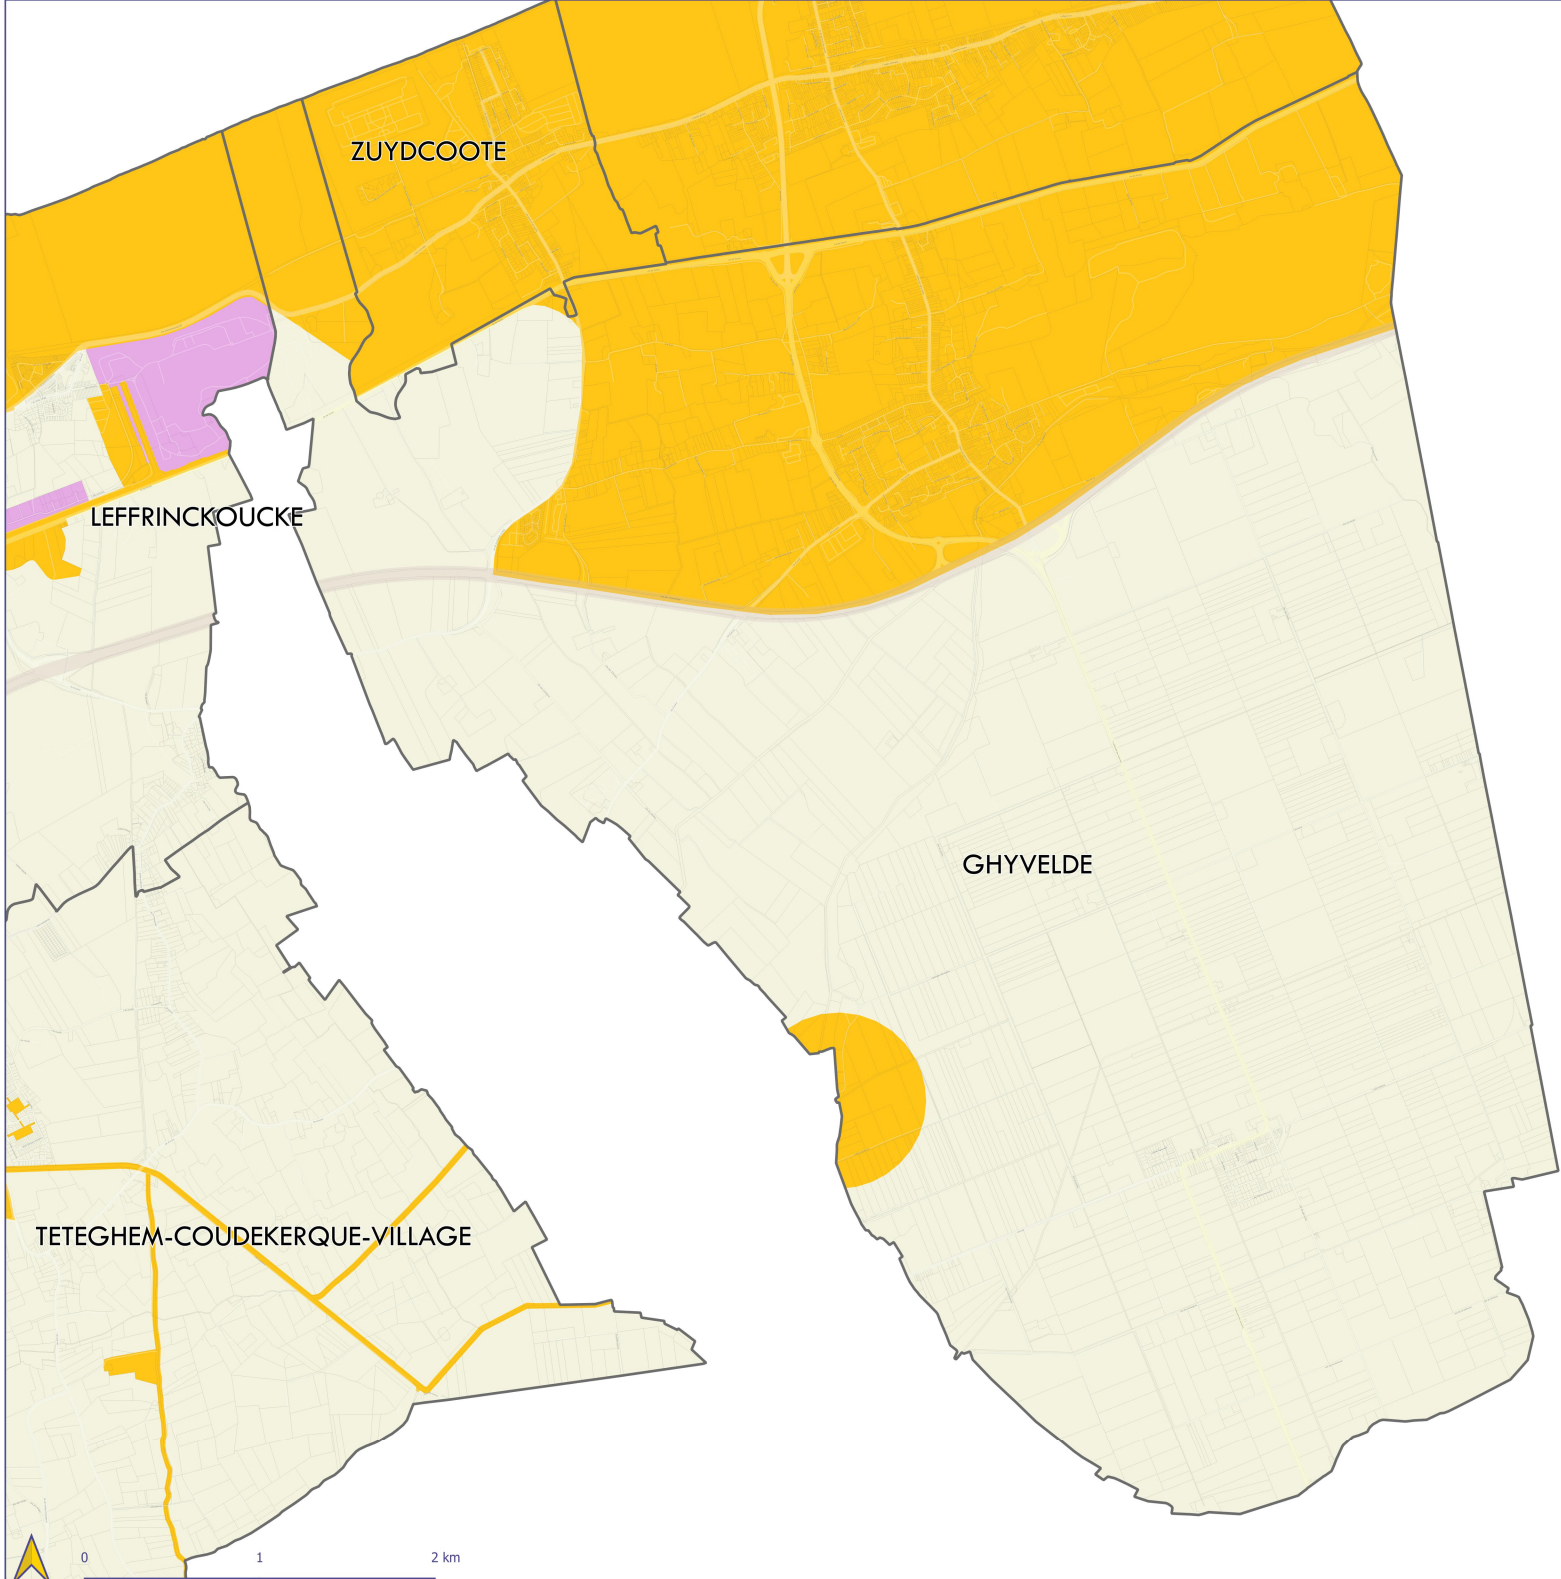 ZUYDCOOTE
LEFFRINCKOUCKE
GHYVELDE
TETEGHEM-COUDEKERQUE-VILLAGE
0 1 2 km